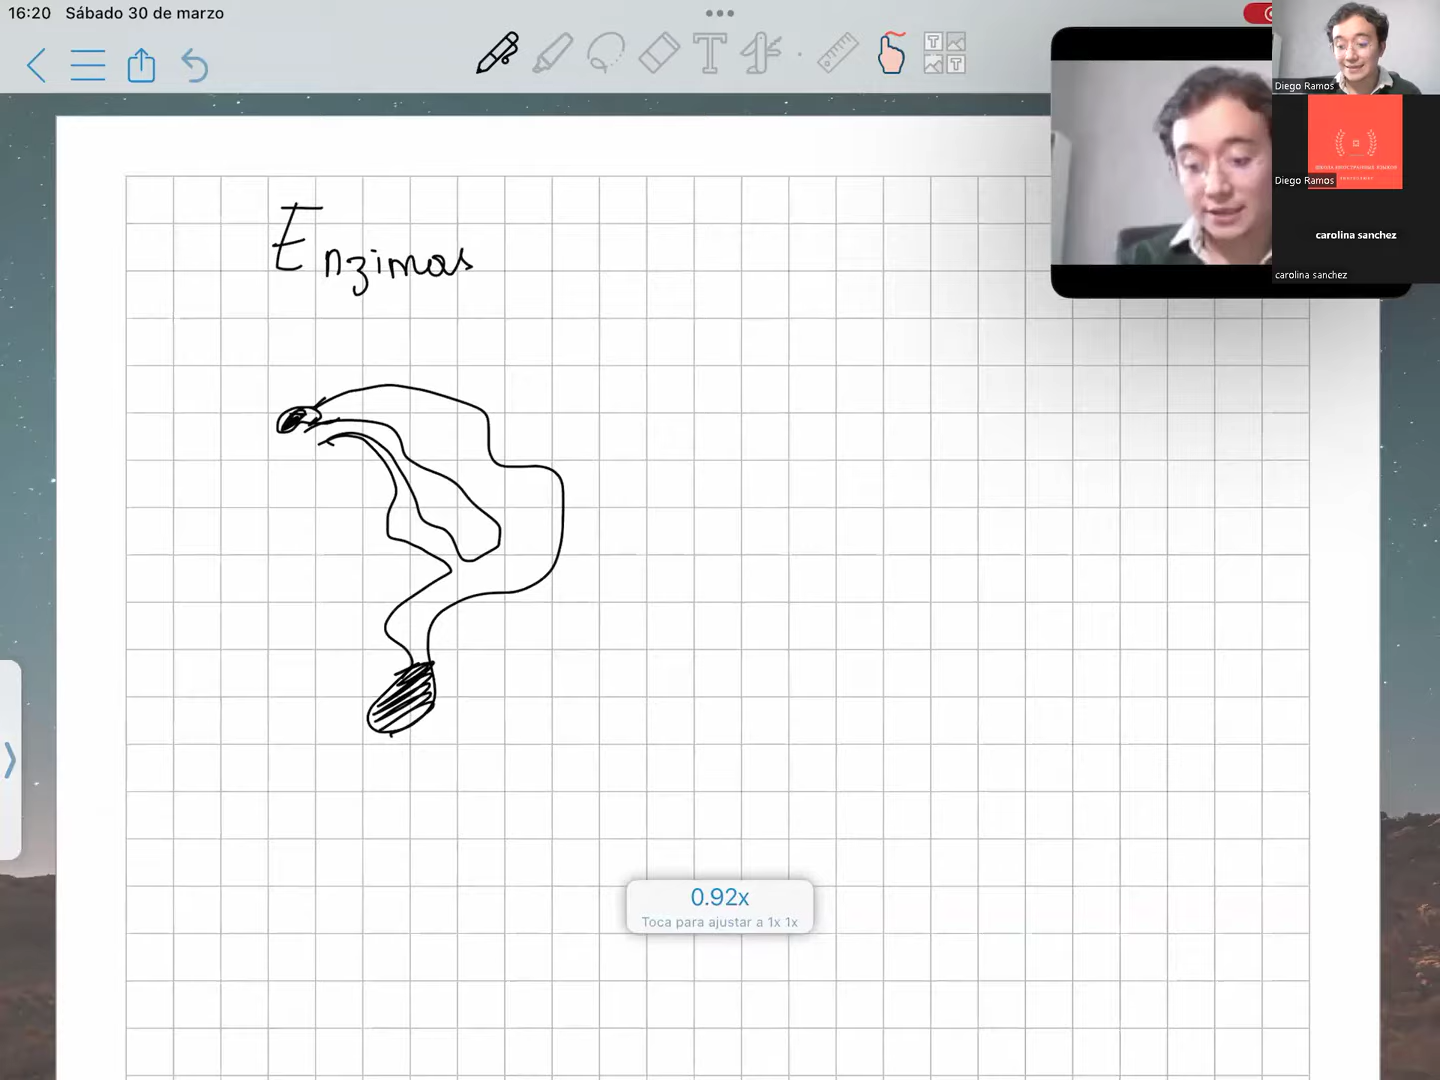 16:20 Sábado 30 de marzo
T
T
T
Enzimas
Diego Ramos
Diego Ramos
carolina sanchez
carolina sanchez
0.92x
Toca para ajustar a 1x 1x